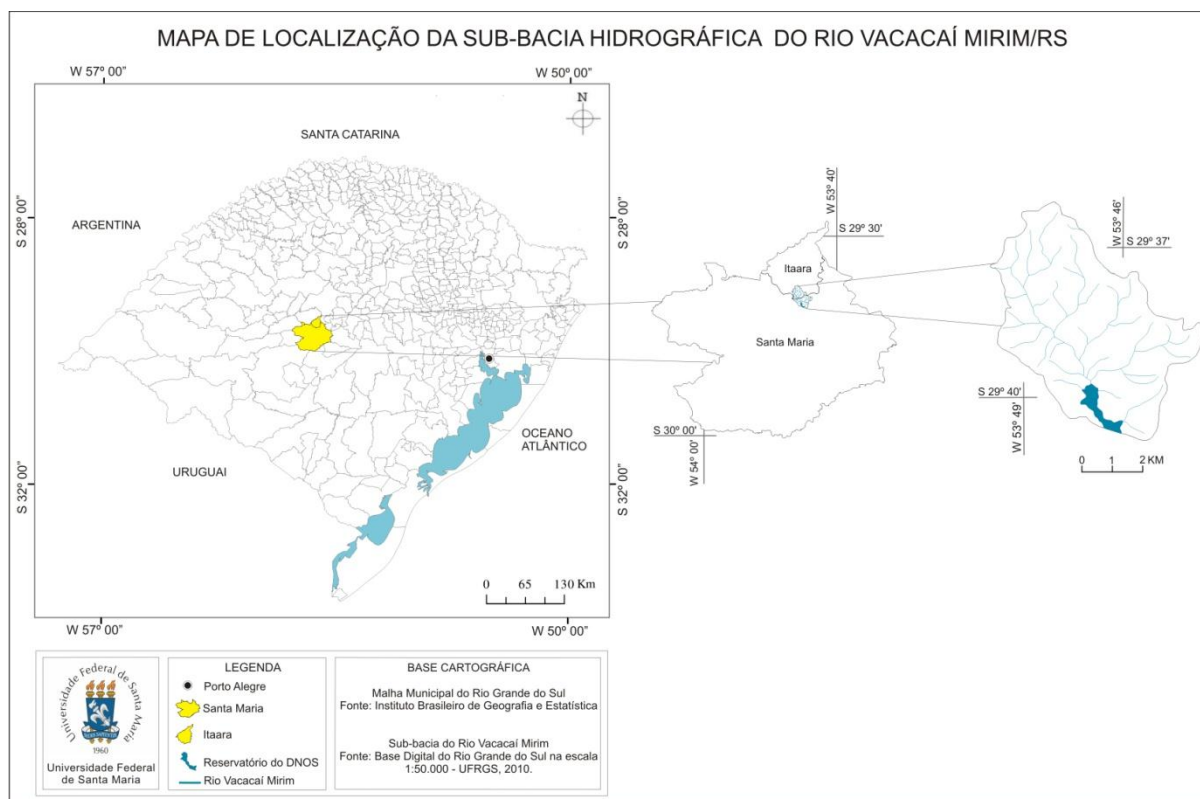 MAPA DE LOCALIZAÇÃO DA SUB-BACIA HIDROGRÁFICA DO RIO VACACAÍ MIRIM/RS
W 57º 00''
W 50º 00''
N
SANTA CATARINA
ARGENTINA
S 28º 00''
S 28º 00''
OCEANO
ATLÂNTICO
URUGUAI
S 32º 00''
S 32º 00''
0 65 130 Km
W 57º 00''
W 50º 00''
W 53º 40'
S 29º 30'
Itaara
Santa Maria
S 30º 00'
W 54º 00'
W 53º 46'
S 29º 37'
S 29º 40'
W 53º 49'
0 1 2 KM
Universidade Federal de Santa Maria
1960
Universidade Federal
de Santa Maria
LEGENDA
Porto Alegre
Santa Maria
Itaara
Reservatório do DNOS
Rio Vacacaí Mirim
BASE CARTOGRÁFICA
Malha Municipal do Rio Grande do Sul
Fonte: Instituto Brasileiro de Geografia e Estatística
Sub-bacia do Rio Vacacaí Mirim
Fonte: Base Digital do Rio Grande do Sul na escala
1:50.000 - UFRGS, 2010.